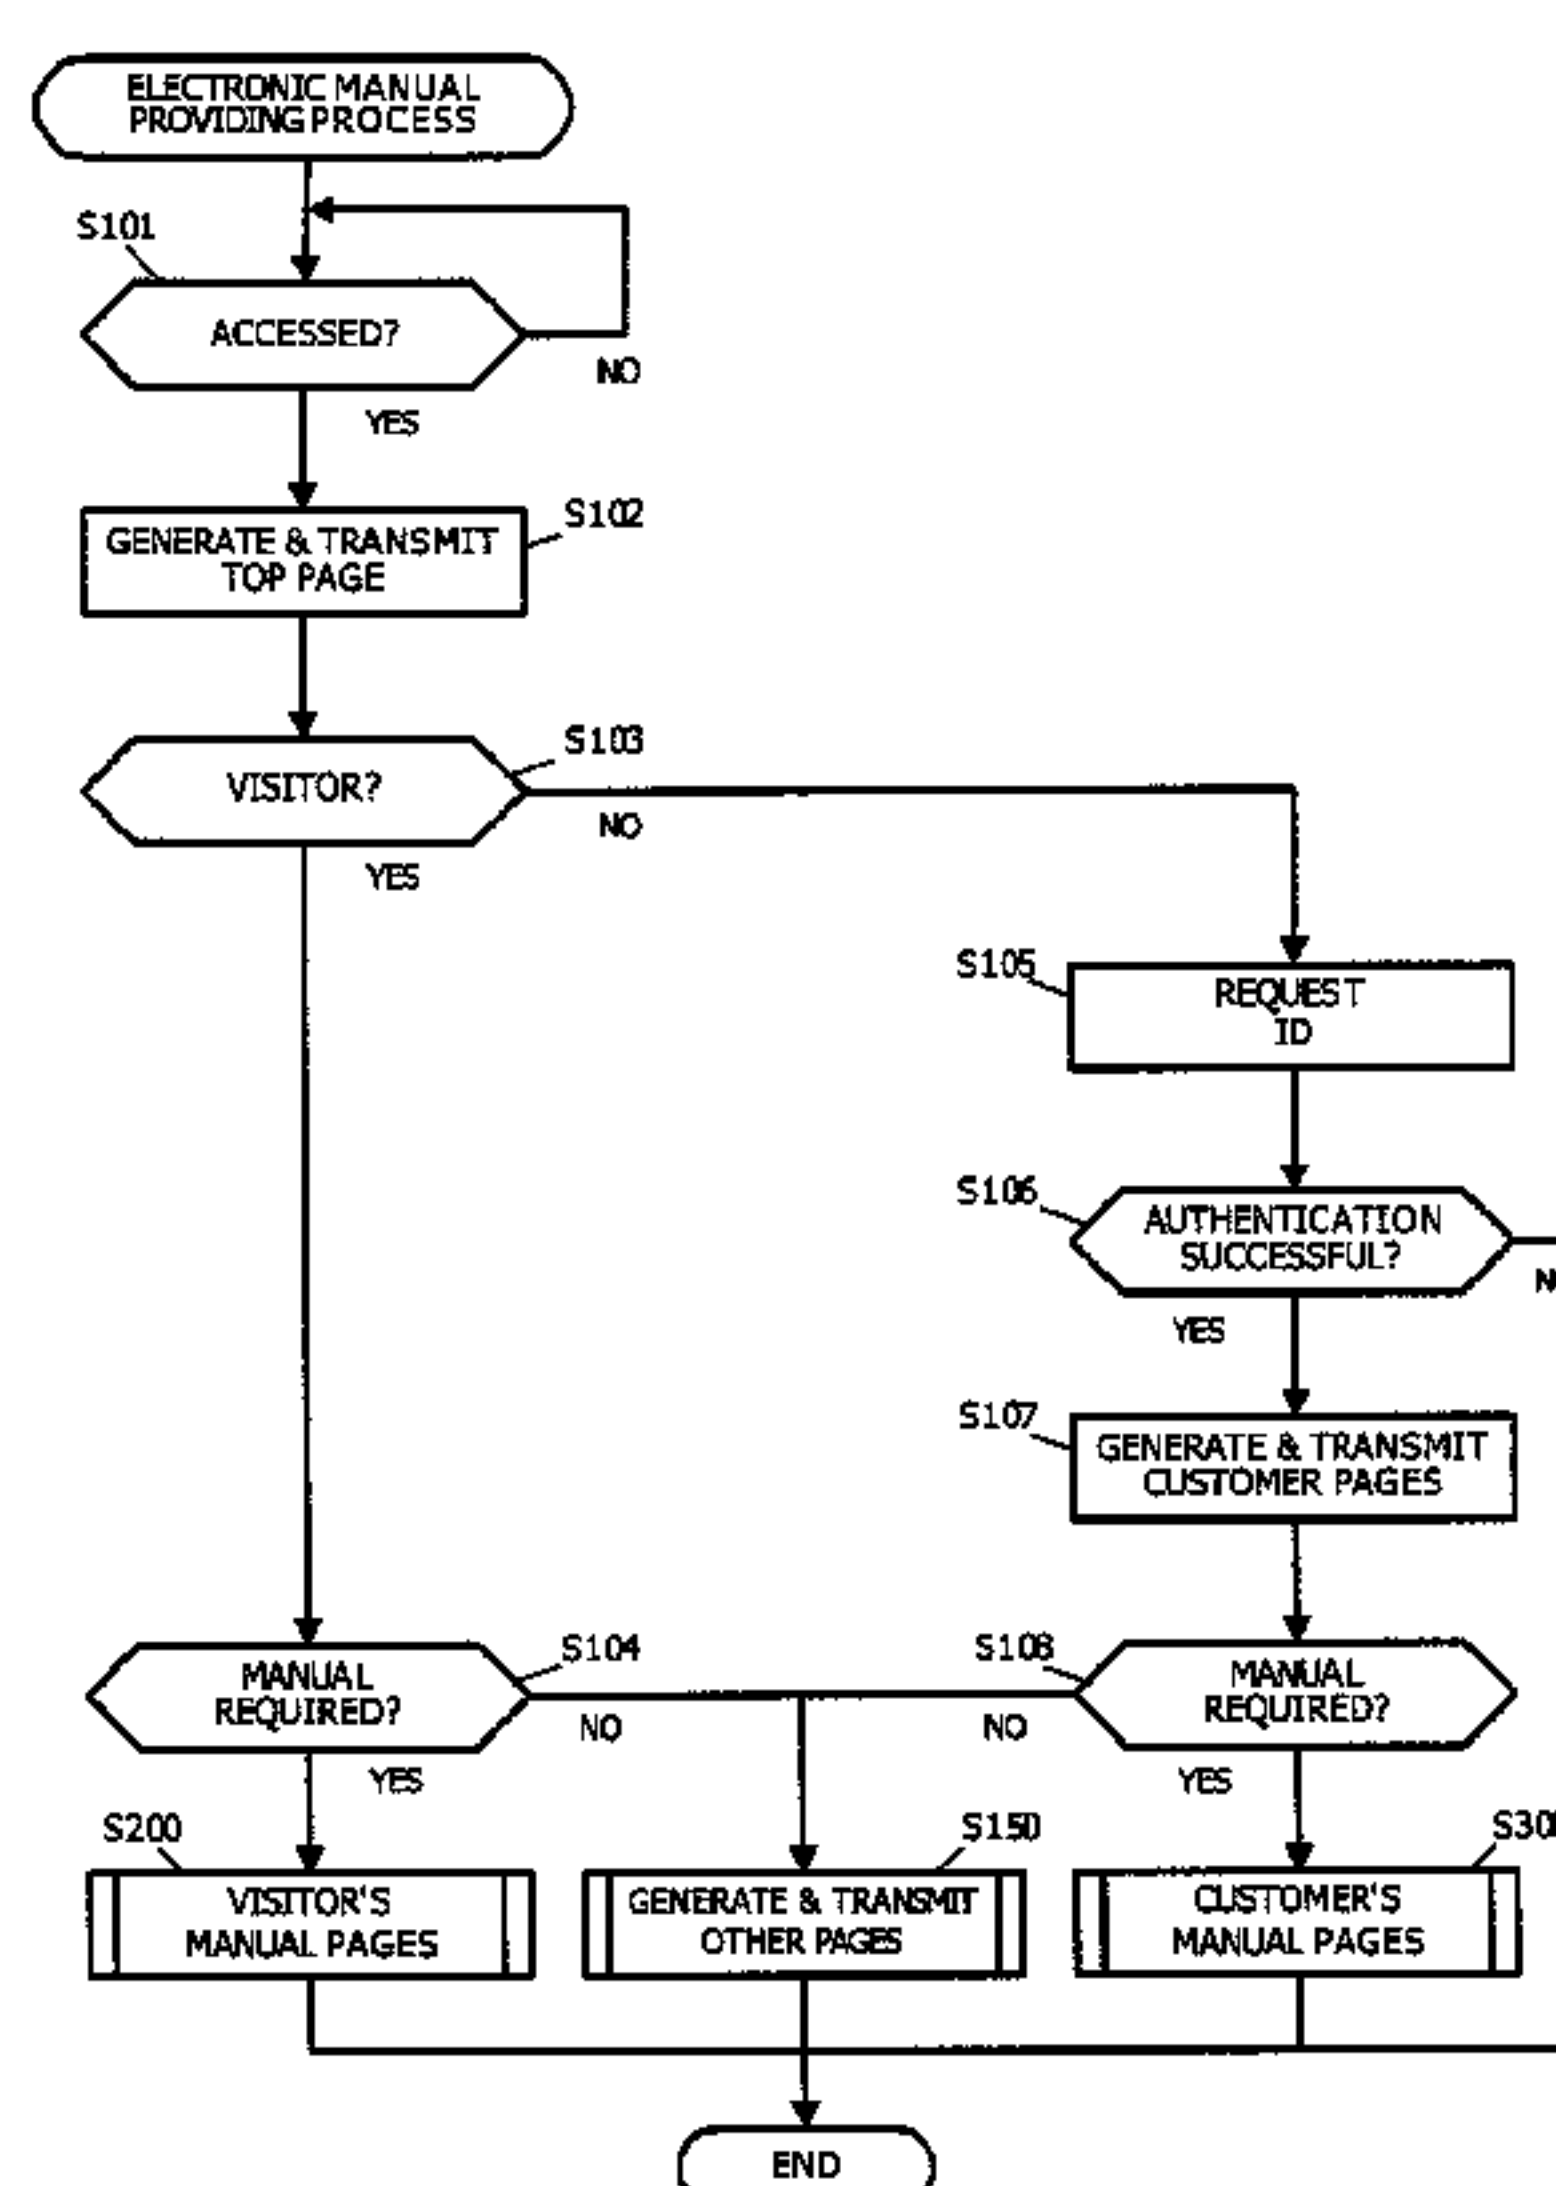 ELECTRONIC MANUAL
PROVIDING PROCESS
S101
ACCESSED?
NO
YES
S102
GENERATE & TRANSMIT
TOP PAGE
S103
VISITOR?
NO
YES
S105
REQUEST
ID
S106
AUTHENTICATION
SUCCESSFUL?
YES
S107
GENERATE & TRANSMIT
CUSTOMER PAGES
S104
MANUAL
REQUIRED?
NO
YES
S108
MANUAL
REQUIRED?
NO
YES
S200
VISITOR'S
MANUAL PAGES
S150
GENERATE & TRANSMIT
OTHER PAGES
CUSTOMER'S
MANUAL PAGES
END